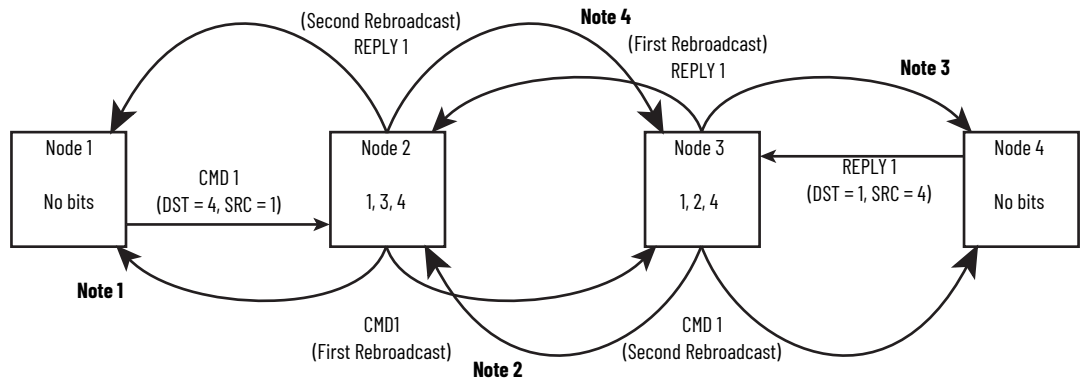 (Second Rebroadcast)
REPLY 1
Note 4
(First Rebroadcast)
REPLY 1
Note 3
Node 1
No bits
CMD 1
(DST = 4, SRC = 1)
Node 2
1, 3, 4
Node 3
1, 2, 4
REPLY 1
(DST = 1, SRC = 4)
Node 4
No bits
Note 1
CMD1
(First Rebroadcast)
Note 2
CMD 1
(Second Rebroadcast)